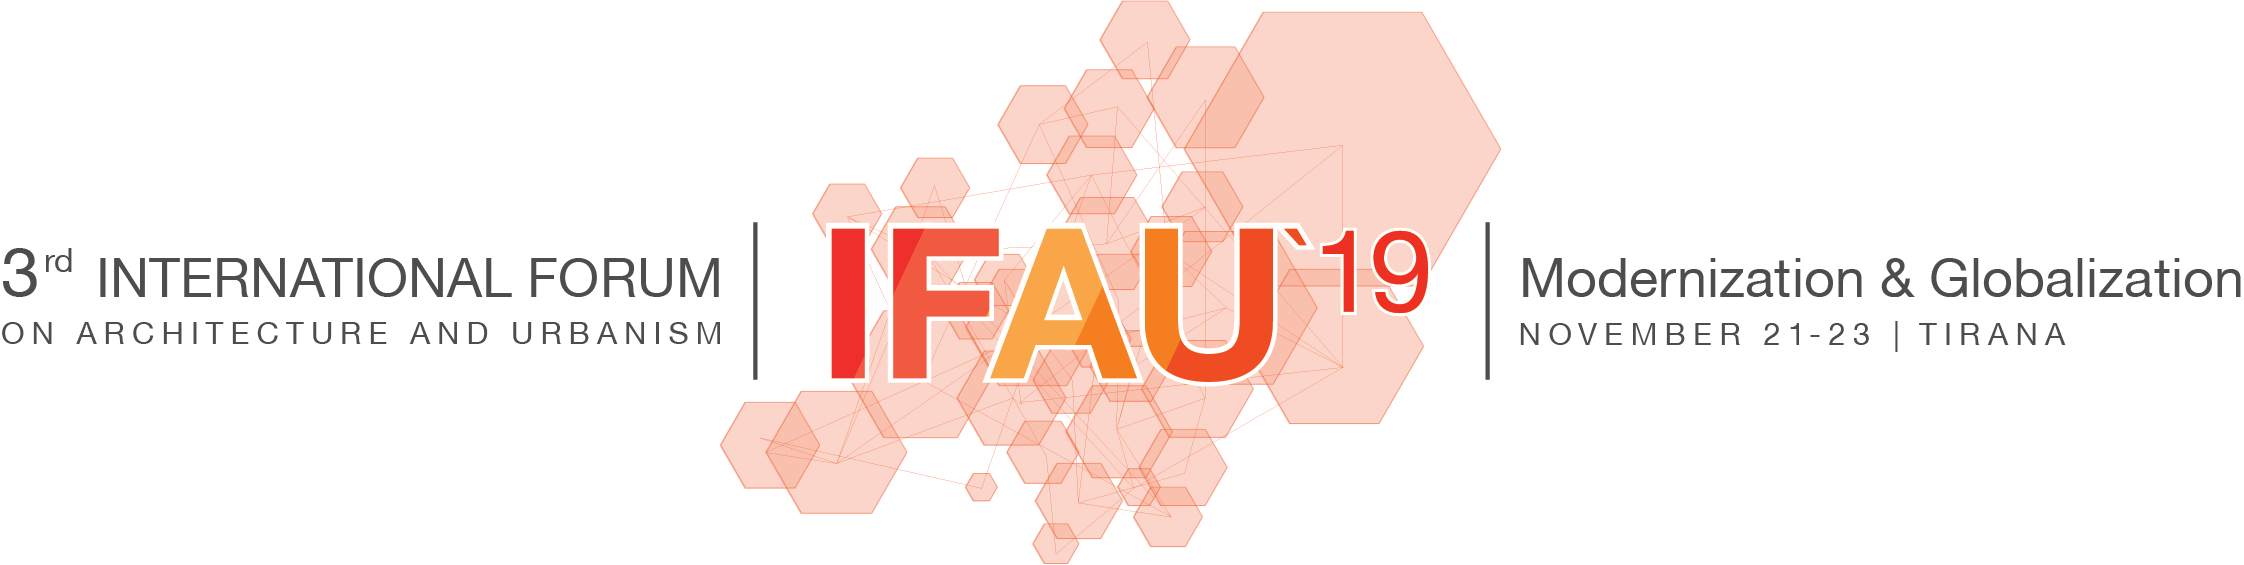 3rd INTERNATIONAL FORUM
ON ARCHITECTURE AND URBANISM
IFAU`19
Modernization & Globalization
NOVEMBER 21-23 | TIRANA